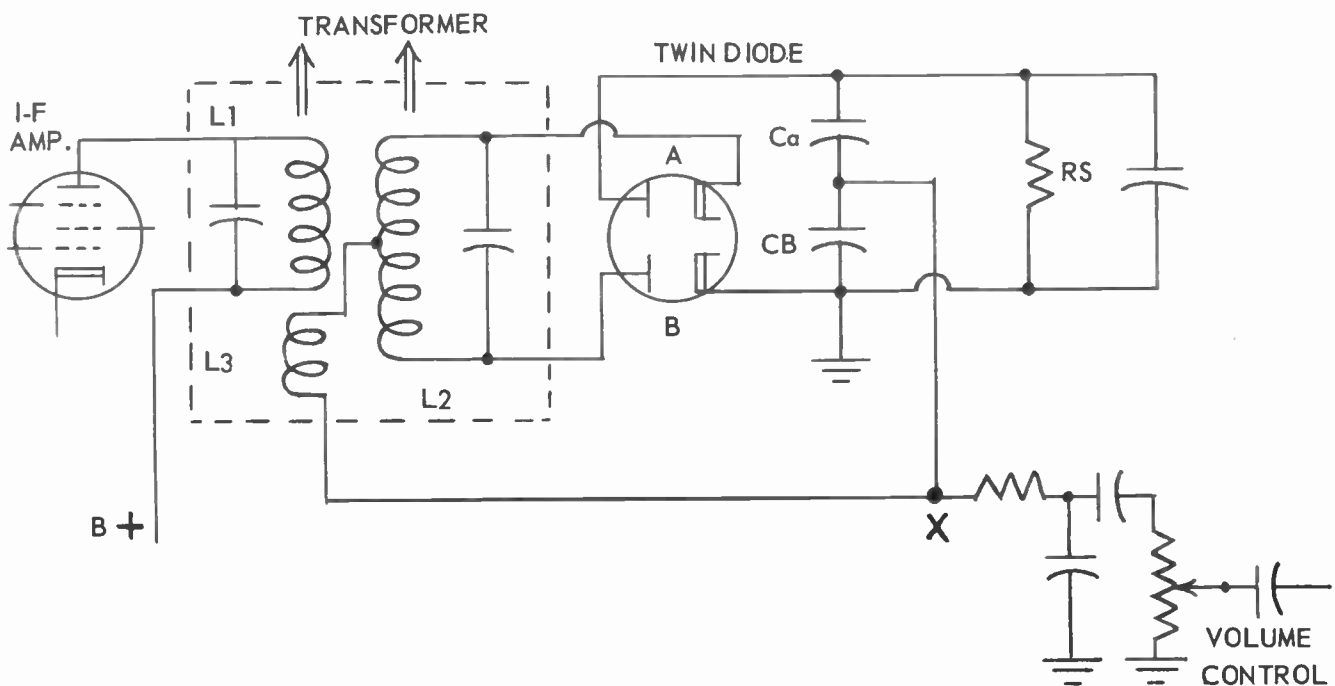 TRANSFORMER
TWIN DIODE
I-F
AMP.
L1
A
Ca
RS
CB
B
L3
L2
B +
X
VOLUME
CONTROL